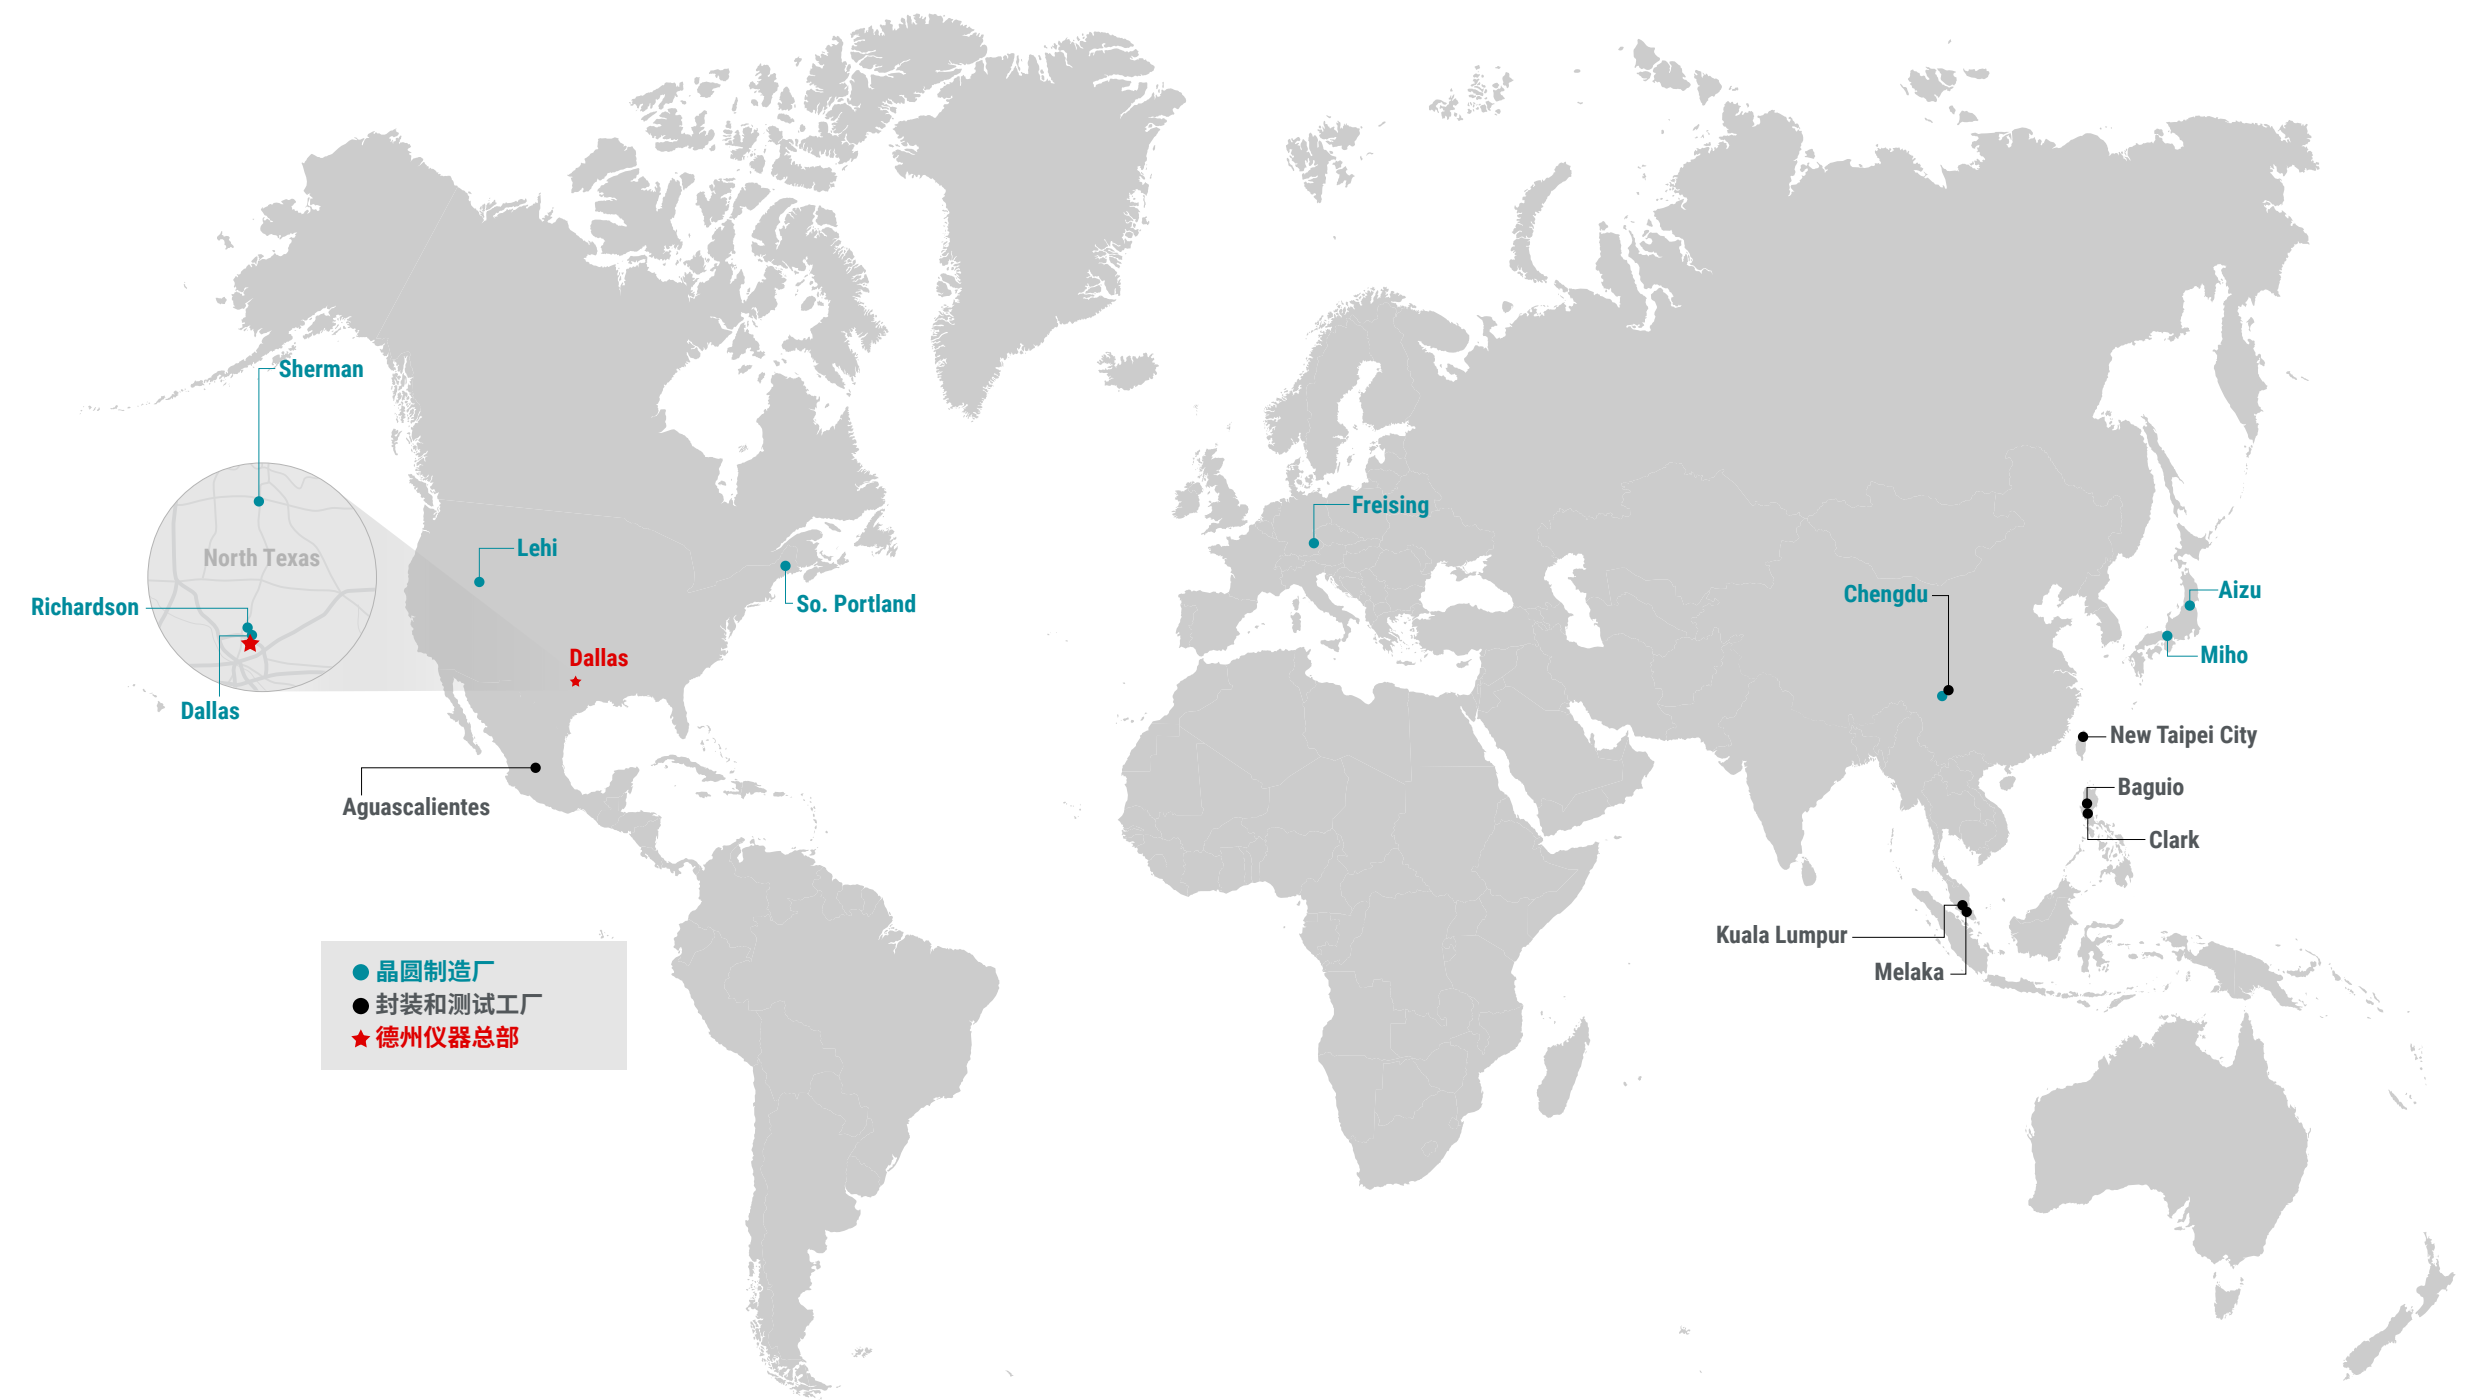 Sherman
Freising
Lehi
North Texas
Aizu
Chengdu
So. Portland
Richardson
Miho
Dallas
Dallas
New Taipei City
Baguio
Aguascalientes
Clark
Kuala Lumpur
Melaka
晶圆制造厂
封装和测试工厂
德州仪器总部